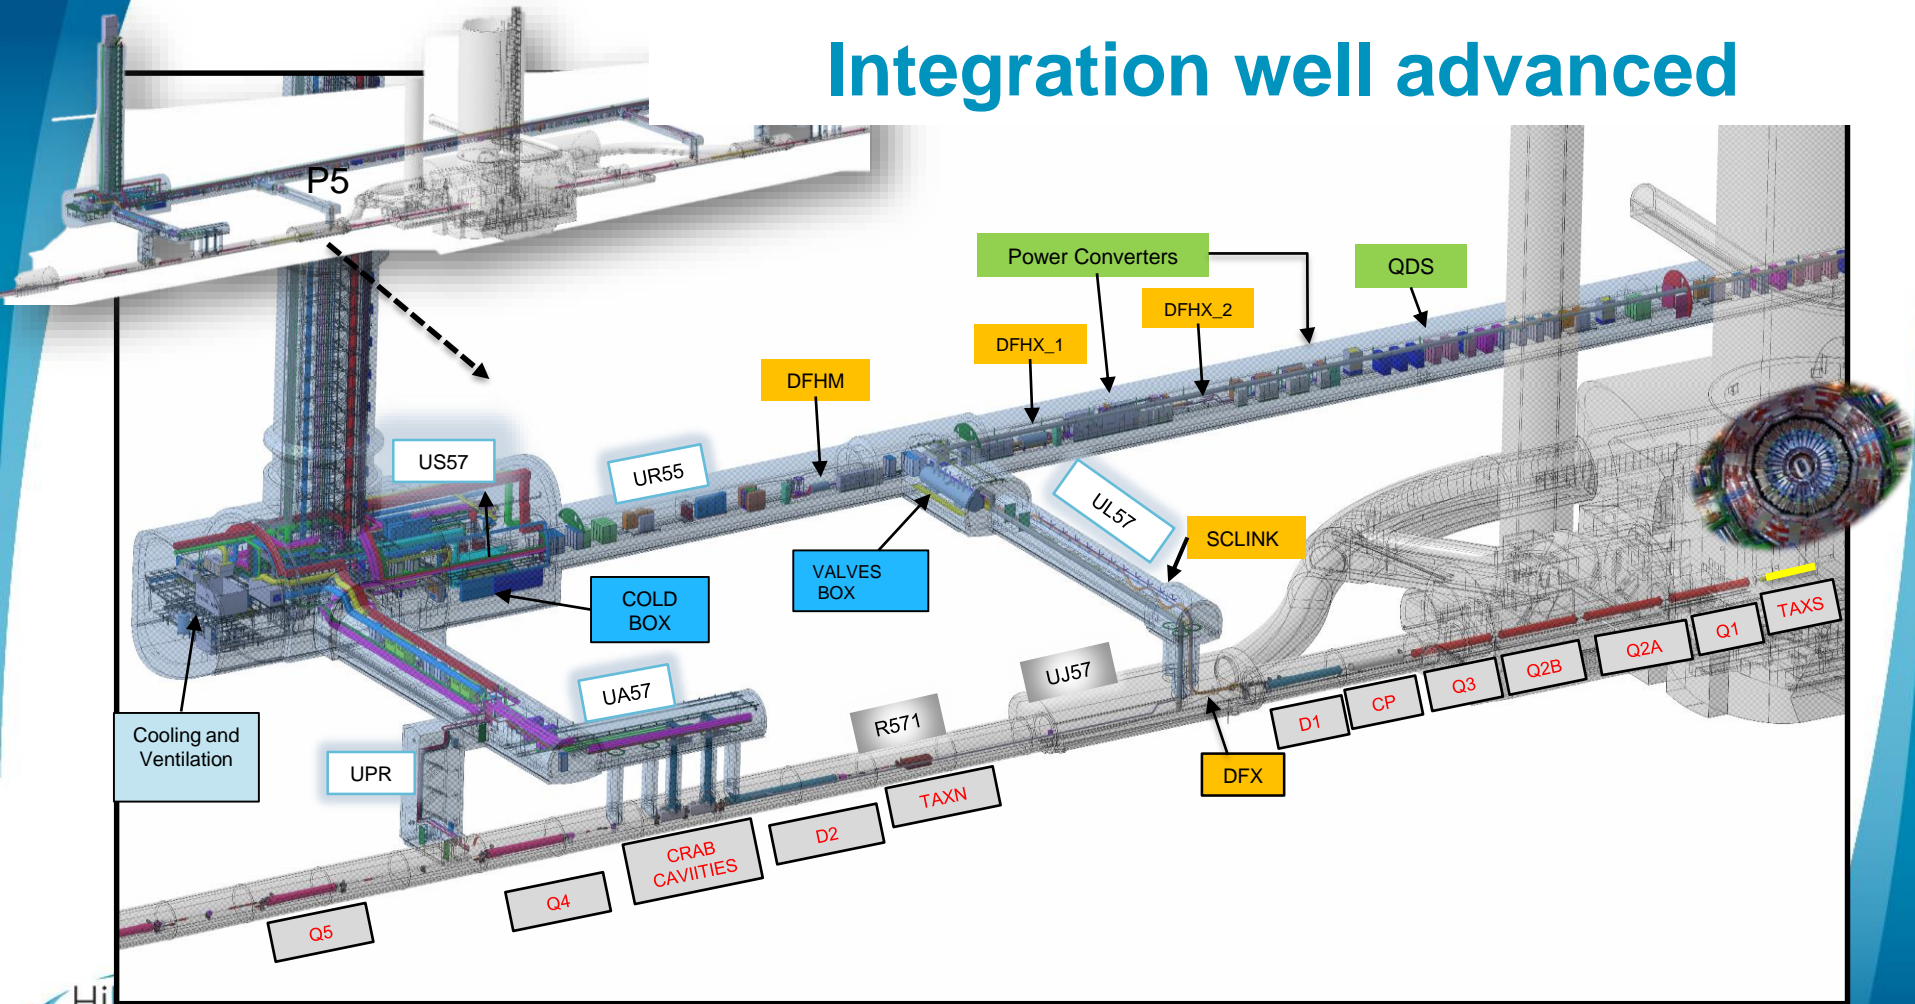 Integration well advanced
P5
Power Converters
QDS
DFHX_2
DFHX_1
DFHM
US57
UR55
UL57
SCLINK
VALVES
BOX
COLD
BOX
TAXS
Q1
Q2A
Q2B
Q3
CP
D1
UJ57
UA57
R571
DFX
Cooling and
Ventilation
UPR
TAXN
D2
CRAB
CAVIITIES
Q4
Q5